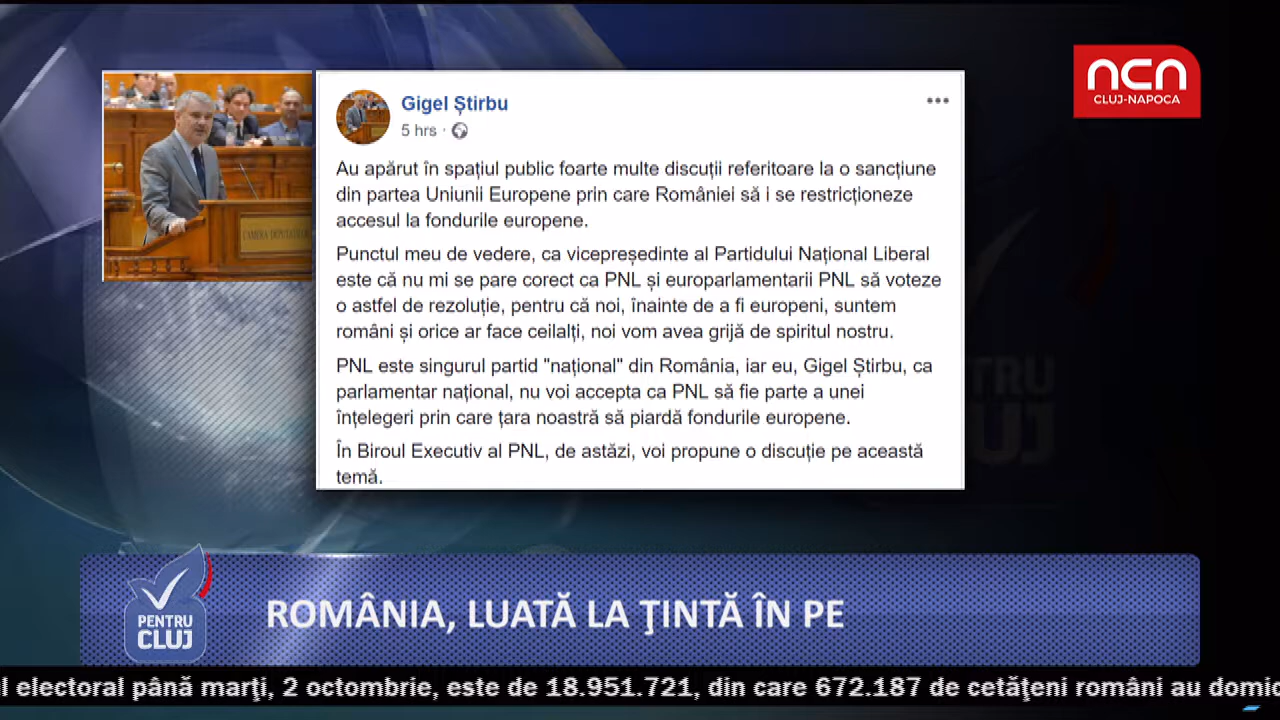 ncn
CLUJ-NAPOCA
Gigel Știrbu
5 hrs ·
Au apărut în spațiul public foarte multe discuții referitoare la o sancțiune
din partea Uniunii Europene prin care României să i se restricționeze
accesul la fondurile europene.
Punctul meu de vedere, ca vicepreședinte al Partidului Național Liberal
este că nu mi se pare corect ca PNL și europarlamentarii PNL să voteze
o astfel de rezoluție, pentru că noi, înainte de a fi europeni, suntem
români și orice ar face ceilalți, noi vom avea grijă de spiritul nostru.
PNL este singurul partid "național" din România, iar eu, Gigel Știrbu, ca
parlamentar național, nu voi accepta ca PNL să fie parte a unei
înțelegeri prin care țara noastră să piardă fondurile europene.
În Biroul Executiv al PNL, de astăzi, voi propune o discuție pe această
temă.
PENTRU
CLUJ
ROMÂNIA, LUATĂ LA ŢINTĂ ÎN PE
l electoral până marţi, 2 octombrie, este de 18.951.721, din care 672.187 de cetăţeni români au domic